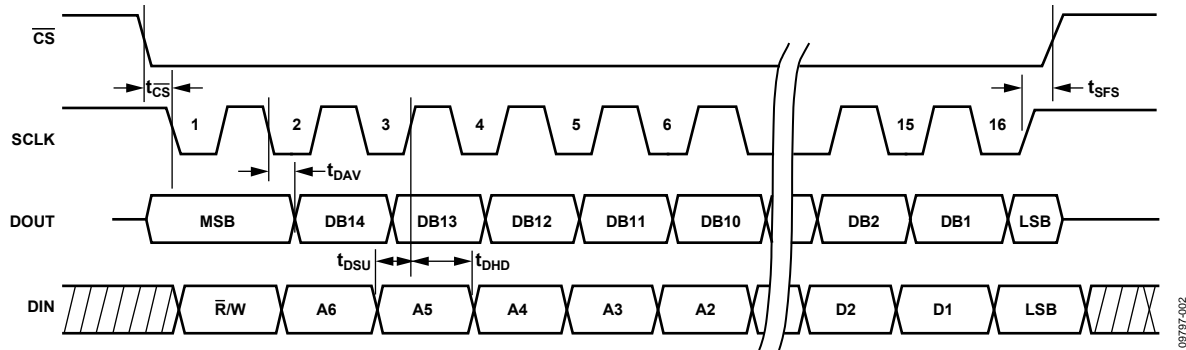 CS
tCS
tSFS
SCLK
1 2 3 4 5 6 15 16
tDAV
DOUT
MSB DB14 DB13 DB12 DB11 DB10 DB2 DB1 LSB
tDSU tDHD
DIN
R/W A6 A5 A4 A3 A2 D2 D1 LSB
09797-002